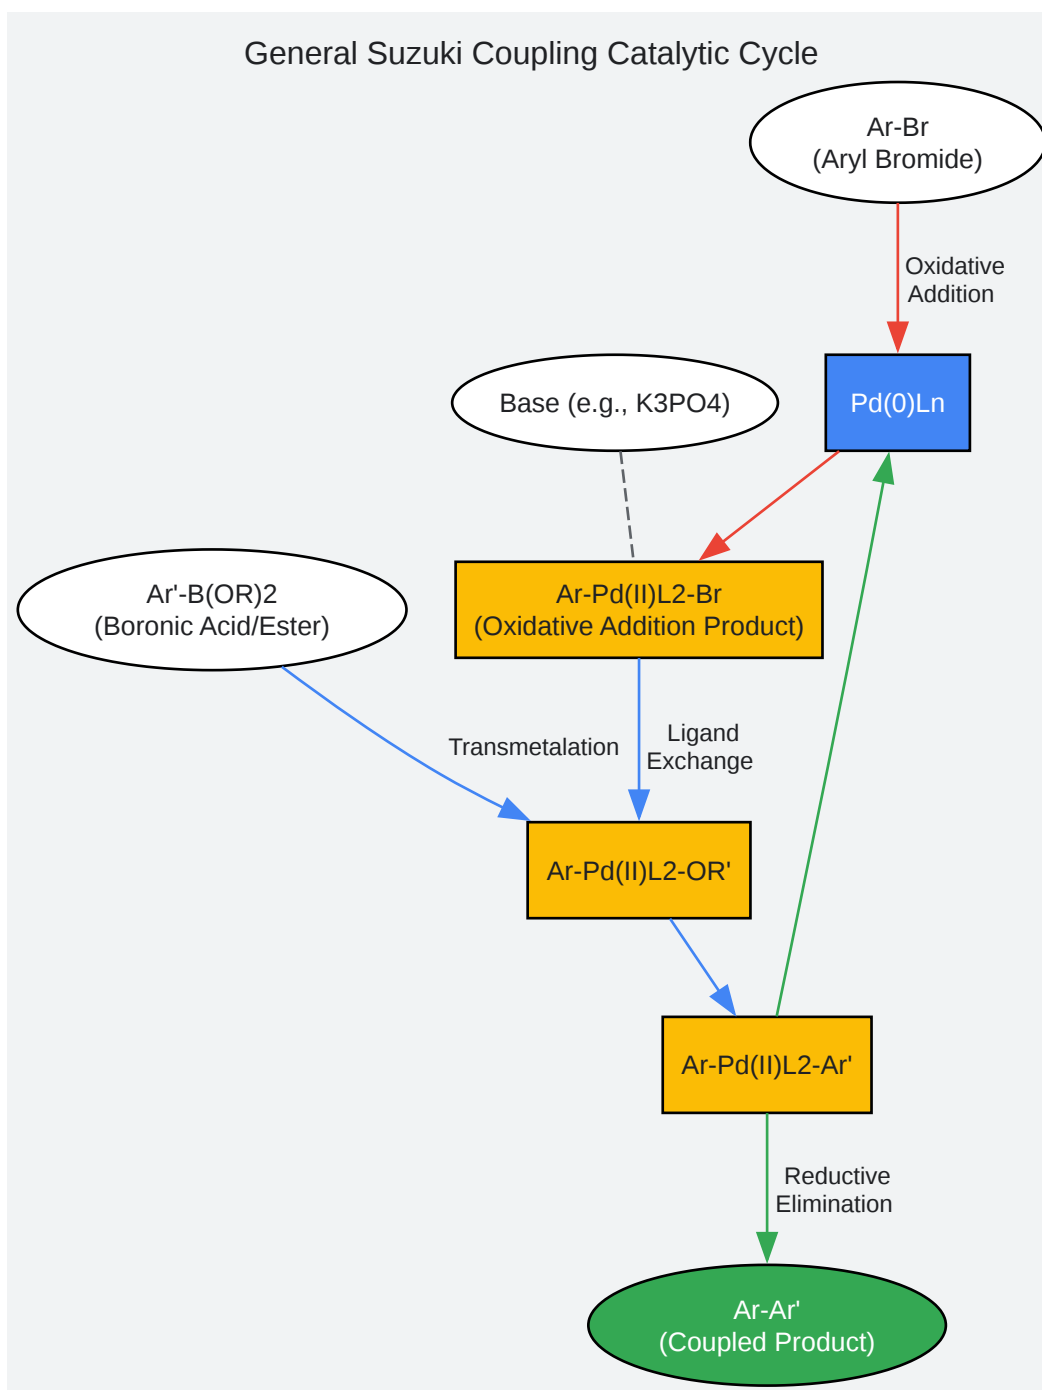 General Suzuki Coupling Catalytic Cycle
Ar-Br
(Aryl Bromide)
Oxidative
Addition
Base (e.g., K3PO4)
Pd(0)Ln
Ar'-B(OR)2
(Boronic Acid/Ester)
Ar-Pd(II)L2-Br
(Oxidative Addition Product)
Transmetalation
Ligand
Exchange
Ar-Pd(II)L2-OR'
Ar-Pd(II)L2-Ar'
Reductive
Elimination
Ar-Ar'
(Coupled Product)